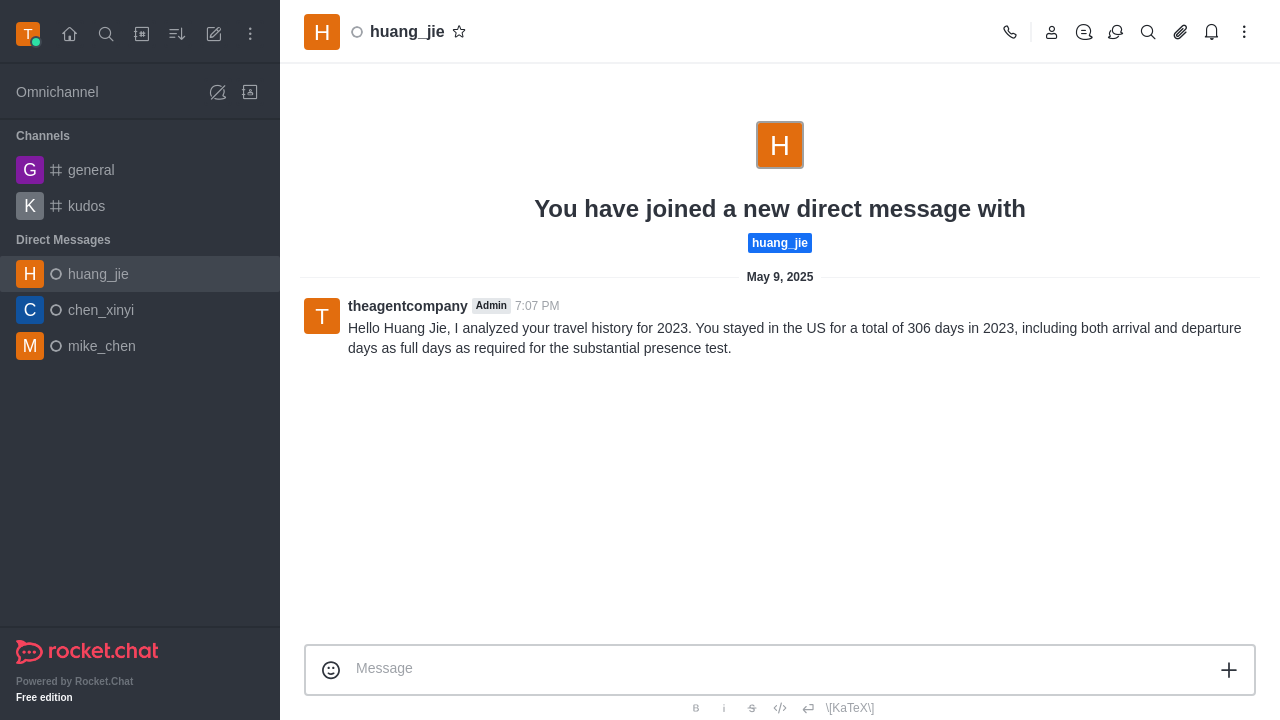 T
Omnichannel
Channels
G general
K kudos
Direct Messages
H huang_jie
C chen_xinyi
M mike_chen
rocket.chat
Powered by Rocket.Chat
Free edition
H huang_jie
H
You have joined a new direct message with
huang_jie
May 9, 2025
T theagentcompany Admin 7:07 PM
Hello Huang Jie, I analyzed your travel history for 2023. You stayed in the US for a total of 306 days in 2023, including both arrival and departure
days as full days as required for the substantial presence test.
Message
B i S \[KaTeX\]